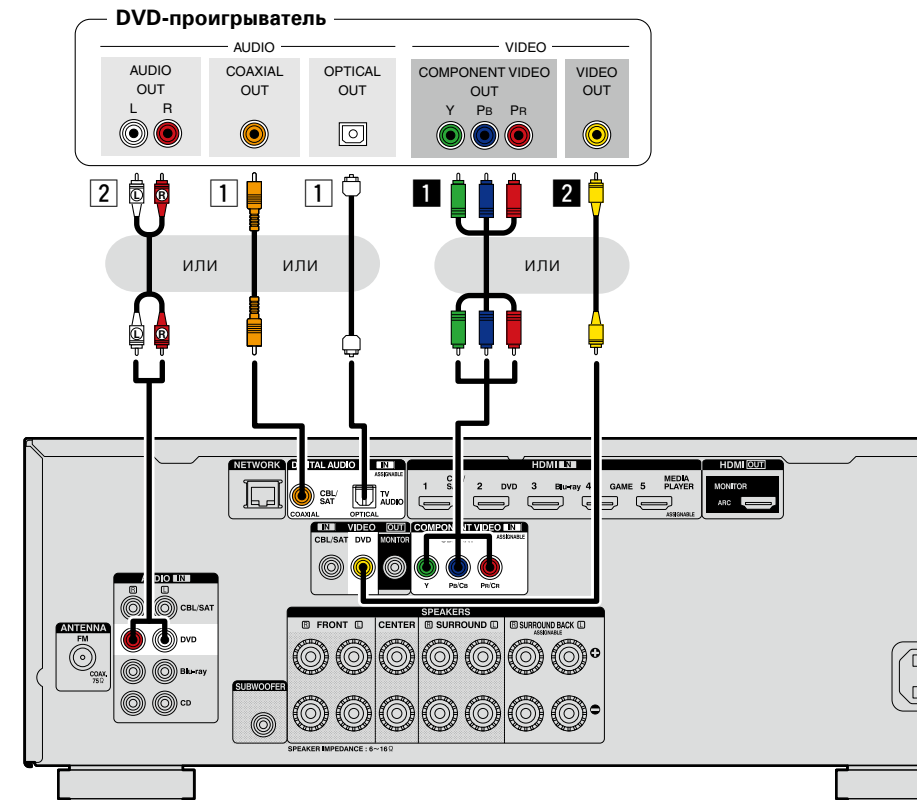 DVD-проигрыватель
AUDIO
VIDEO
AUDIO OUT
L R
COAXIAL OUT
OPTICAL OUT
COMPONENT VIDEO OUT
Y PB PR
VIDEO OUT
2
1
1
1
2
L R
ИЛИ
ИЛИ
ИЛИ
L R
NETWORK
DIGITAL AUDIO IN
ASSIGNABLE
CBL/SAT
COAXIAL
TV AUDIO
OPTICAL
HDMI IN
1
2 DVD
3 Blu-ray
4 GAME
5 MEDIA PLAYER
ASSIGNABLE
HDMI OUT
MONITOR
ARC
IN VIDEO OUT
CBL/SAT DVD MONITOR
COMPONENT VIDEO IN
ASSIGNABLE
Y PB/CB PR/CR
AUDIO IN
R L
CBL/SAT
DVD
Blu-ray
CD
ANTENNA
FM
COAX. 75Ω
SUBWOOFER
SPEAKERS
R FRONT L
CENTER
R SURROUND L
R SURROUND BACK L
ASSIGNABLE
SPEAKER IMPEDANCE : 6~16Ω